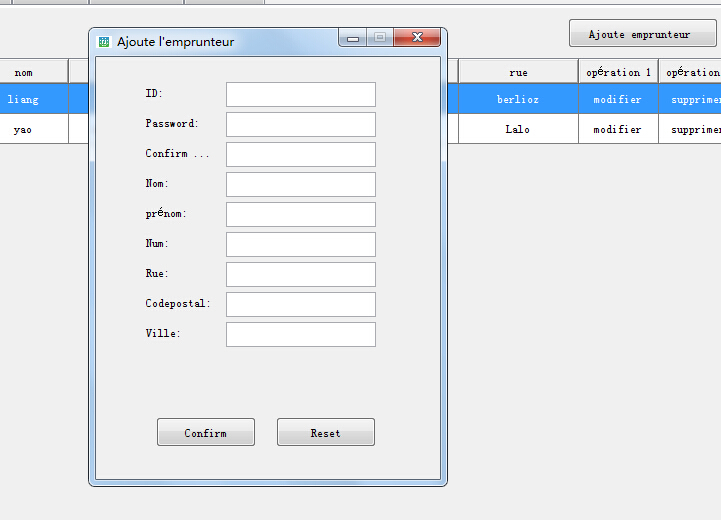 Ajoute emprunteur
Ajoute l'emprunteur
nom rue opération 1 opération
liang berlioz modifier supprimer
yao Lalo modifier supprimer
ID:
Password:
Confirm ...
Nom:
prénom:
Num:
Rue:
Codepostal:
Ville:
Confirm Reset